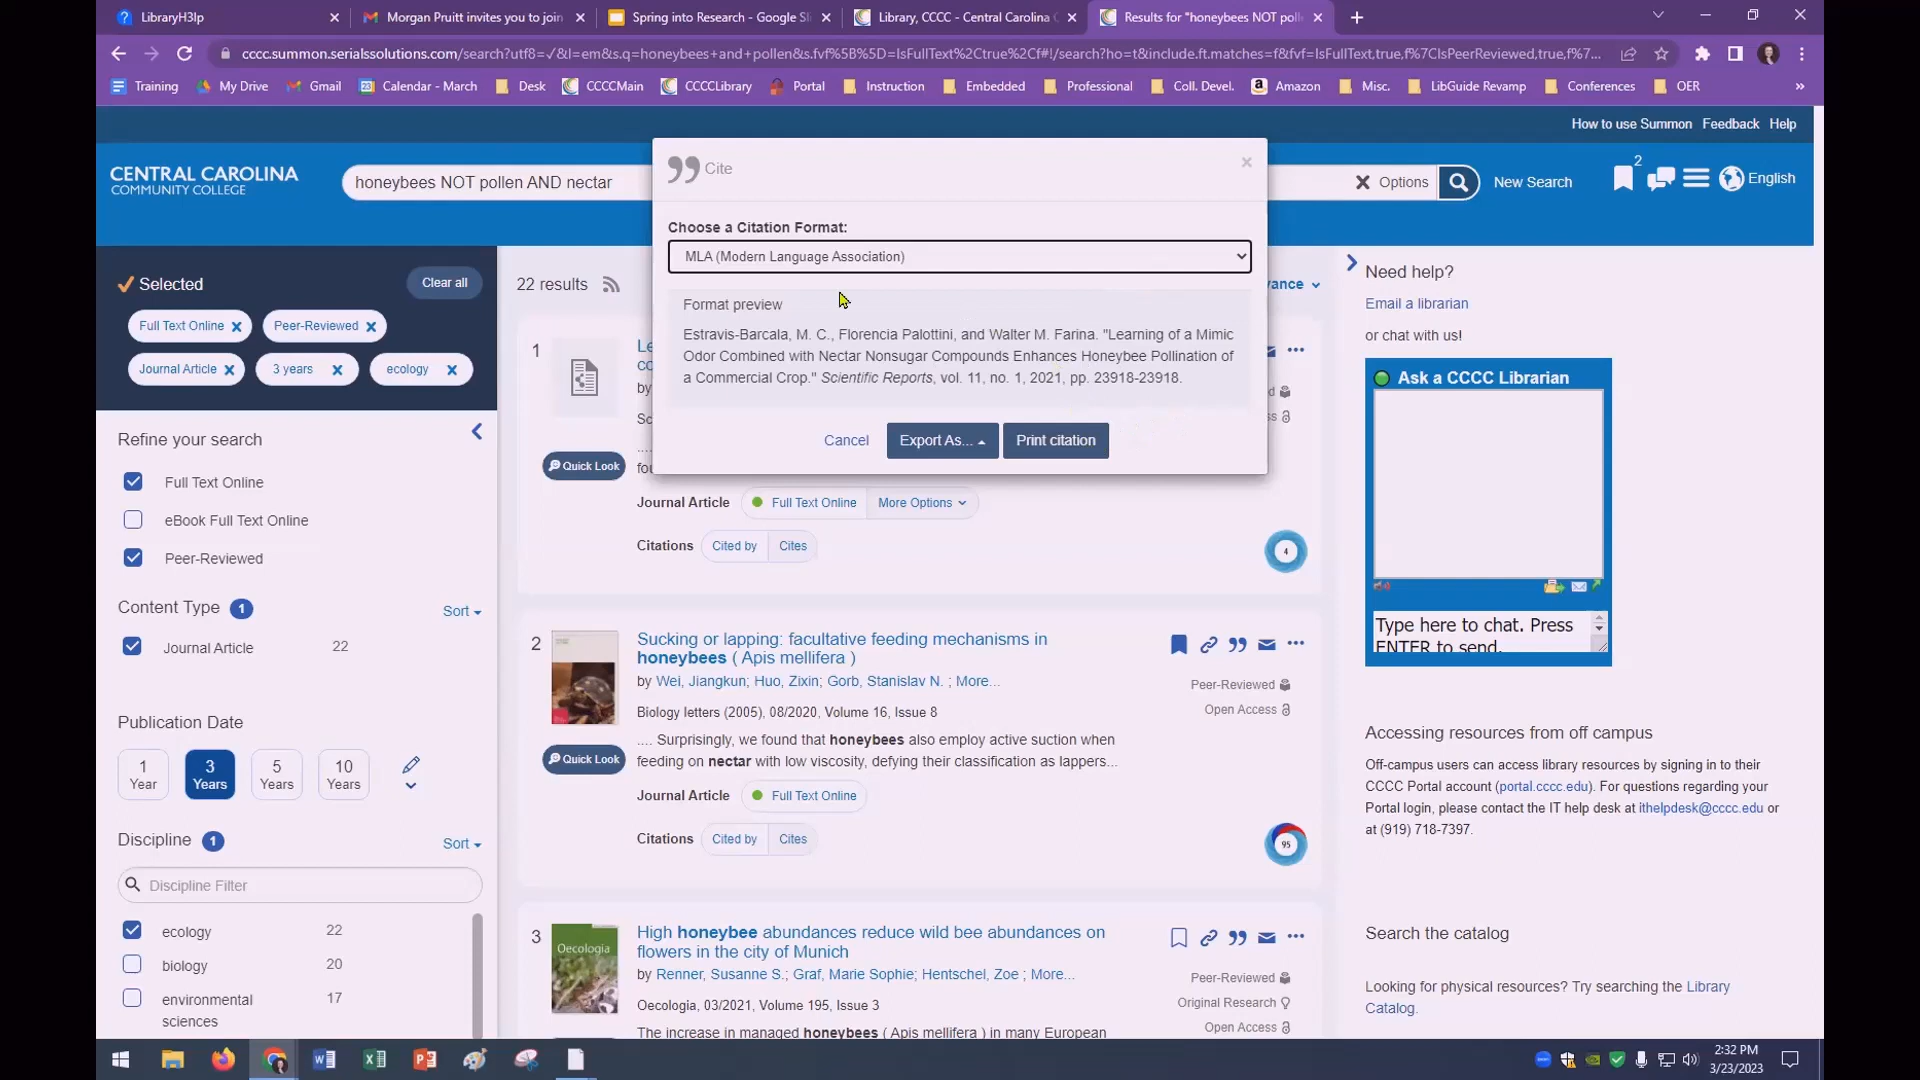 LibraryH3lp
Morgan Pruitt invites you to join
Spring into Research - Google Sl
Library, CCCC - Central Carolina C
Results for "honeybees NOT poll
cccc.summon.serialssolutions.com/search?utf8=✓&l=em&s.q=honeybees+and+pollen&s.fvf%5B%5D=IsFullText%2Ctrue%2Cf#!/search?ho=t&include.ft.matches=f&fvf=IsFullText,true,f%7CIsPeerReviewed,true,f%7...
Training My Drive Gmail Calendar - March Desk CCCCMain CCCCLibrary Portal Instruction Embedded Professional Coll. Devel. Amazon Misc. LibGuide Revamp Conferences OER »
How to use Summon Feedback Help
CENTRAL CAROLINA
COMMUNITY COLLEGE
honeybees NOT pollen AND nectar
Options
New Search
2
English
Cite
Choose a Citation Format:
MLA (Modern Language Association)
Format preview
Estravis-Barcala, M. C., Florencia Palottini, and Walter M. Farina. "Learning of a Mimic
Odor Combined with Nectar Nonsugar Compounds Enhances Honeybee Pollination of
a Commercial Crop." Scientific Reports, vol. 11, no. 1, 2021, pp. 23918-23918.
Cancel
Export As...
Print citation
Selected
Clear all
Full Text Online
Peer-Reviewed
Journal Article
3 years
ecology
Refine your search
Full Text Online
eBook Full Text Online
Peer-Reviewed
Content Type 1
Sort
Journal Article 22
Publication Date
1 Year
3 Years
5 Years
10 Years
Discipline 1
Sort
Discipline Filter
ecology 22
biology 20
environmental 17
sciences
22 results
vance
1
Le
co
by
Sc
....
fou
Quick Look
Journal Article Full Text Online More Options
Citations Cited by Cites
4
2
Sucking or lapping: facultative feeding mechanisms in
honeybees ( Apis mellifera )
by Wei, Jiangkun; Huo, Zixin; Gorb, Stanislav N. ; More...
Peer-Reviewed
Open Access
Biology letters (2005), 08/2020, Volume 16, Issue 8
.... Surprisingly, we found that honeybees also employ active suction when
feeding on nectar with low viscosity, defying their classification as lappers...
Quick Look
Journal Article Full Text Online
Citations Cited by Cites
95
3
Oecologia
High honeybee abundances reduce wild bee abundances on
flowers in the city of Munich
by Renner, Susanne S.; Graf, Marie Sophie; Hentschel, Zoe ; More...
Peer-Reviewed
Original Research
Open Access
Oecologia, 03/2021, Volume 195, Issue 3
The increase in managed honeybees ( Apis mellifera ) in many European
Need help?
Email a librarian
or chat with us!
Ask a CCCC Librarian
Type here to chat. Press
ENTER to send.
Accessing resources from off campus
Off-campus users can access library resources by signing in to their
CCCC Portal account (portal.cccc.edu). For questions regarding your
Portal login, please contact the IT help desk at ithelpdesk@cccc.edu or
at (919) 718-7397.
Search the catalog
Looking for physical resources? Try searching the Library
Catalog.
2:32 PM
3/23/2023